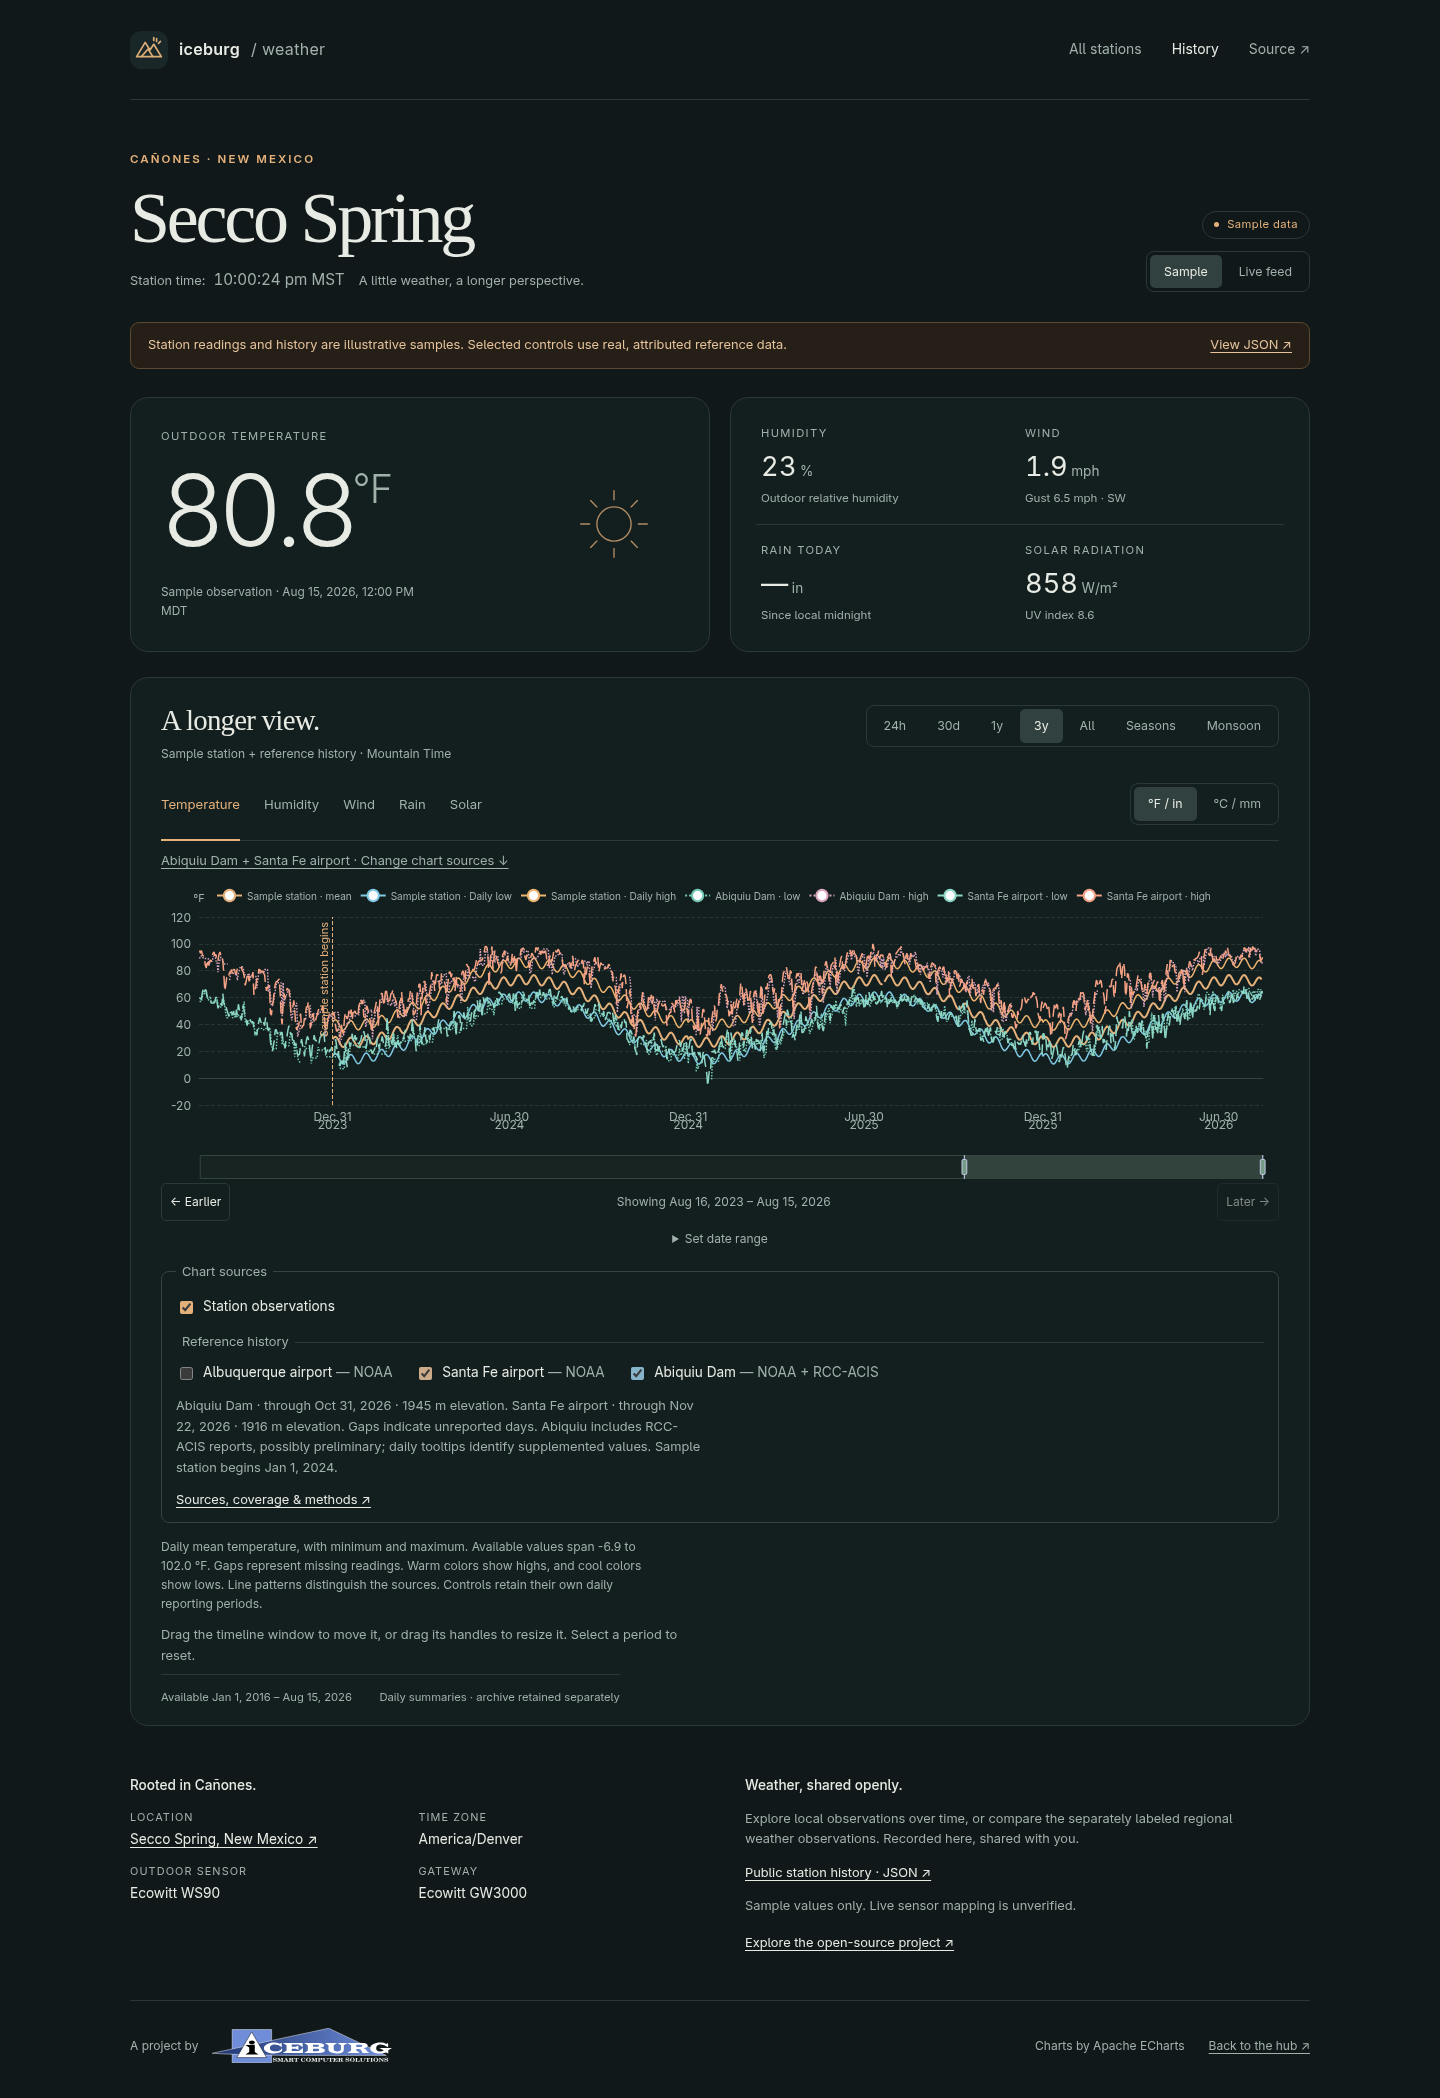 iceburg / weather
All stations History Source ↗
CAÑONES · NEW MEXICO
Secco Spring
Sample data
Station time: 10:00:24 pm MST A little weather, a longer perspective.
Sample Live feed
Station readings and history are illustrative samples. Selected controls use real, attributed reference data. View JSON ↗
OUTDOOR TEMPERATURE
80.8°F
Sample observation · Aug 15, 2026, 12:00 PM
MDT
HUMIDITY WIND
23 % 1.9 mph
Outdoor relative humidity Gust 6.5 mph · SW
RAIN TODAY SOLAR RADIATION
— in 858 W/m²
Since local midnight UV index 8.6
A longer view.
24h 30d 1y 3y All Seasons Monsoon
Sample station + reference history · Mountain Time
Temperature Humidity Wind Rain Solar
°F / in °C / mm
Abiquiu Dam + Santa Fe airport · Change chart sources ↓
°F Sample station · mean Sample station · Daily low Sample station · Daily high Abiquiu Dam · low Abiquiu Dam · high Santa Fe airport · low Santa Fe airport · high
120
100
80
60
40
20
0
-20
Sample station begins
Dec 31 Jun 30 Dec 31 Jun 30 Dec 31 Jun 30
2023 2024 2024 2025 2025 2026
← Earlier Showing Aug 16, 2023 – Aug 15, 2026 Later →
▶ Set date range
Chart sources
Station observations
Reference history
Albuquerque airport — NOAA Santa Fe airport — NOAA Abiquiu Dam — NOAA + RCC-ACIS
Abiquiu Dam · through Oct 31, 2026 · 1945 m elevation. Santa Fe airport · through Nov
22, 2026 · 1916 m elevation. Gaps indicate unreported days. Abiquiu includes RCC-
ACIS reports, possibly preliminary; daily tooltips identify supplemented values. Sample
station begins Jan 1, 2024.
Sources, coverage & methods ↗
Daily mean temperature, with minimum and maximum. Available values span -6.9 to
102.0 °F. Gaps represent missing readings. Warm colors show highs, and cool colors
show lows. Line patterns distinguish the sources. Controls retain their own daily
reporting periods.
Drag the timeline window to move it, or drag its handles to resize it. Select a period to
reset.
Available Jan 1, 2016 – Aug 15, 2026 Daily summaries · archive retained separately
Rooted in Cañones.
LOCATION TIME ZONE
Secco Spring, New Mexico ↗ America/Denver
OUTDOOR SENSOR GATEWAY
Ecowitt WS90 Ecowitt GW3000
Weather, shared openly.
Explore local observations over time, or compare the separately labeled regional
weather observations. Recorded here, shared with you.
Public station history · JSON ↗
Sample values only. Live sensor mapping is unverified.
Explore the open-source project ↗
A project by iCEBURG
SMART COMPUTER SOLUTIONS
Charts by Apache ECharts Back to the hub ↗